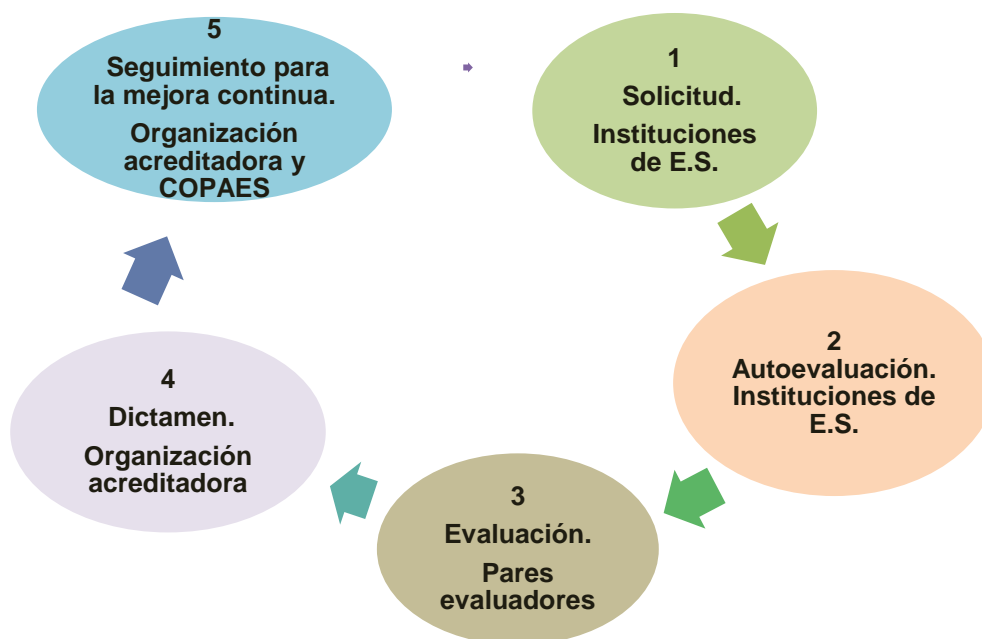 1
Solicitud.
Instituciones
de E.S.
2
Autoevaluación.
Instituciones de
E.S.
3
Evaluación.
Pares
evaluadores
4
Dictamen.
Organización
acreditadora
5
Seguimiento para
la mejora continua.
Organización
acreditadora y
COPAES